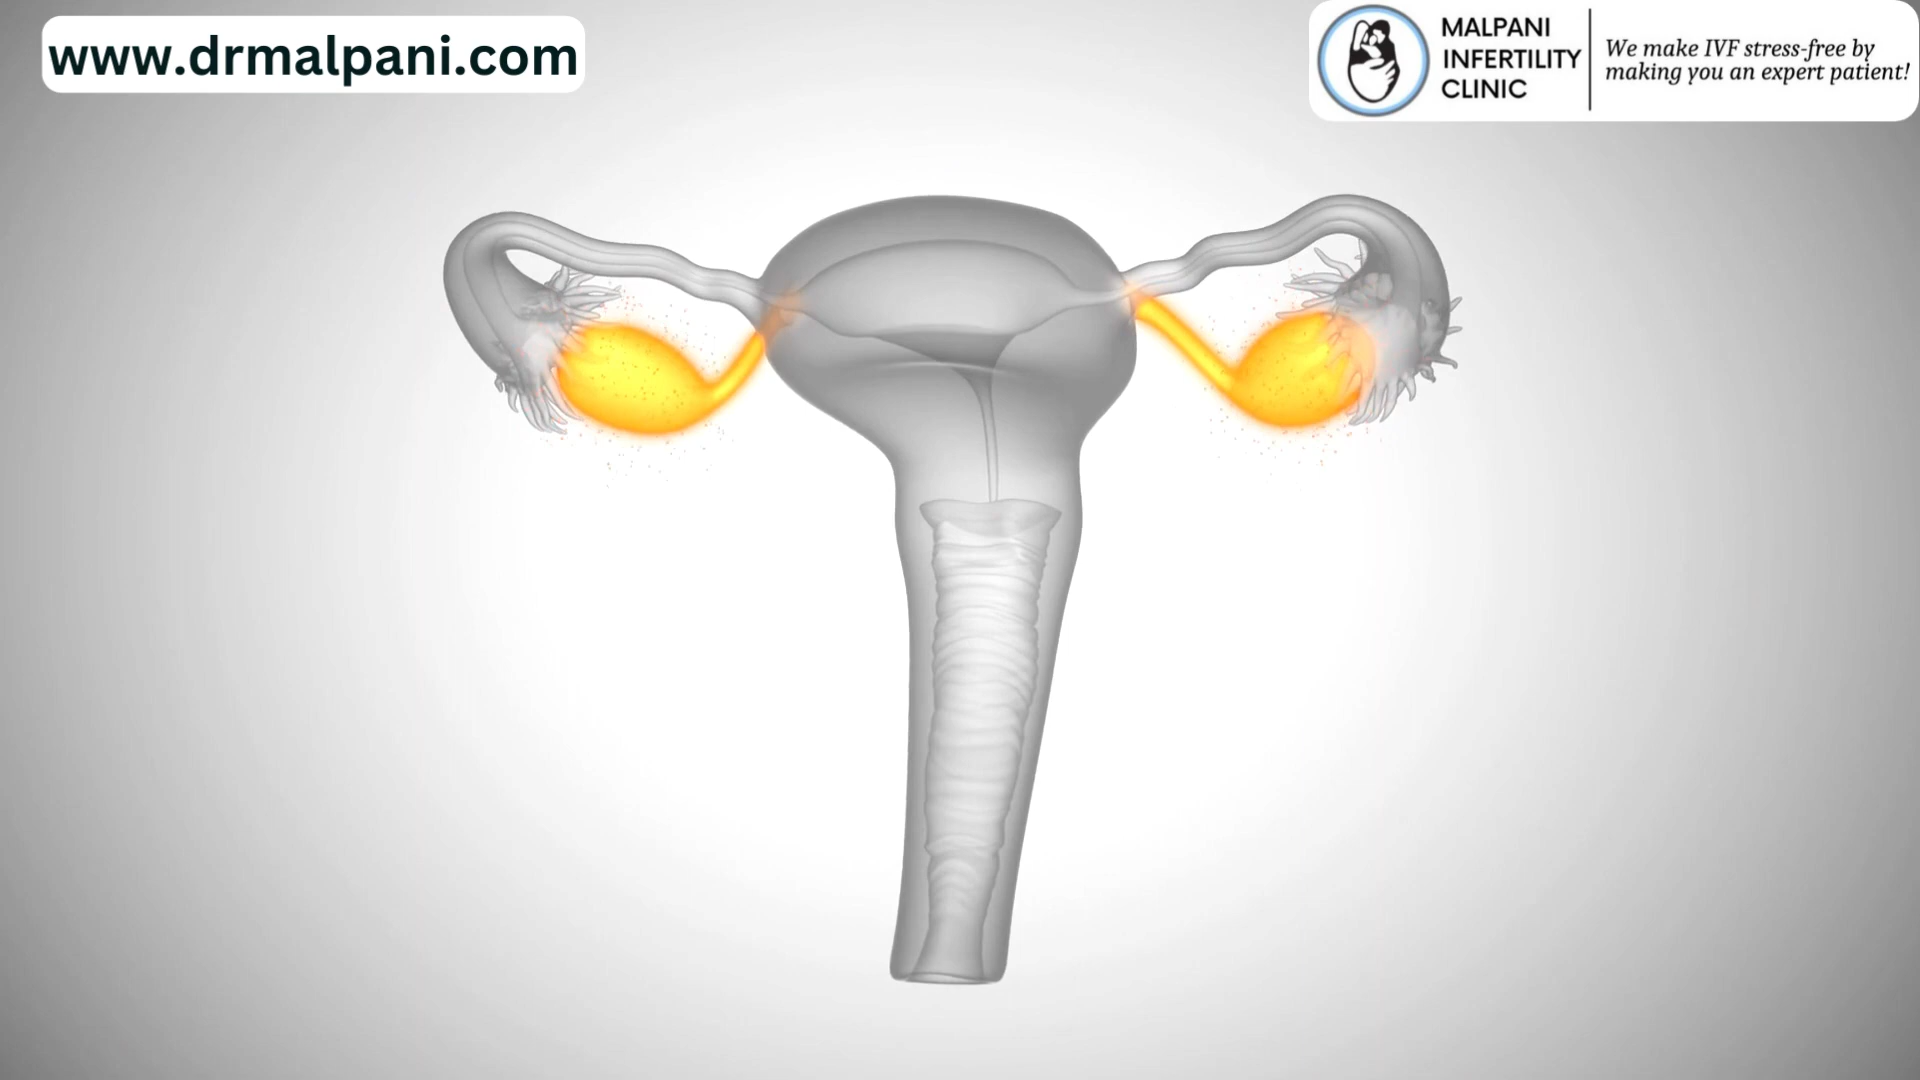 www.drmalpani.com
MALPANI
INFERTILITY
CLINIC
We make IVF stress-free by
making you an expert patient!